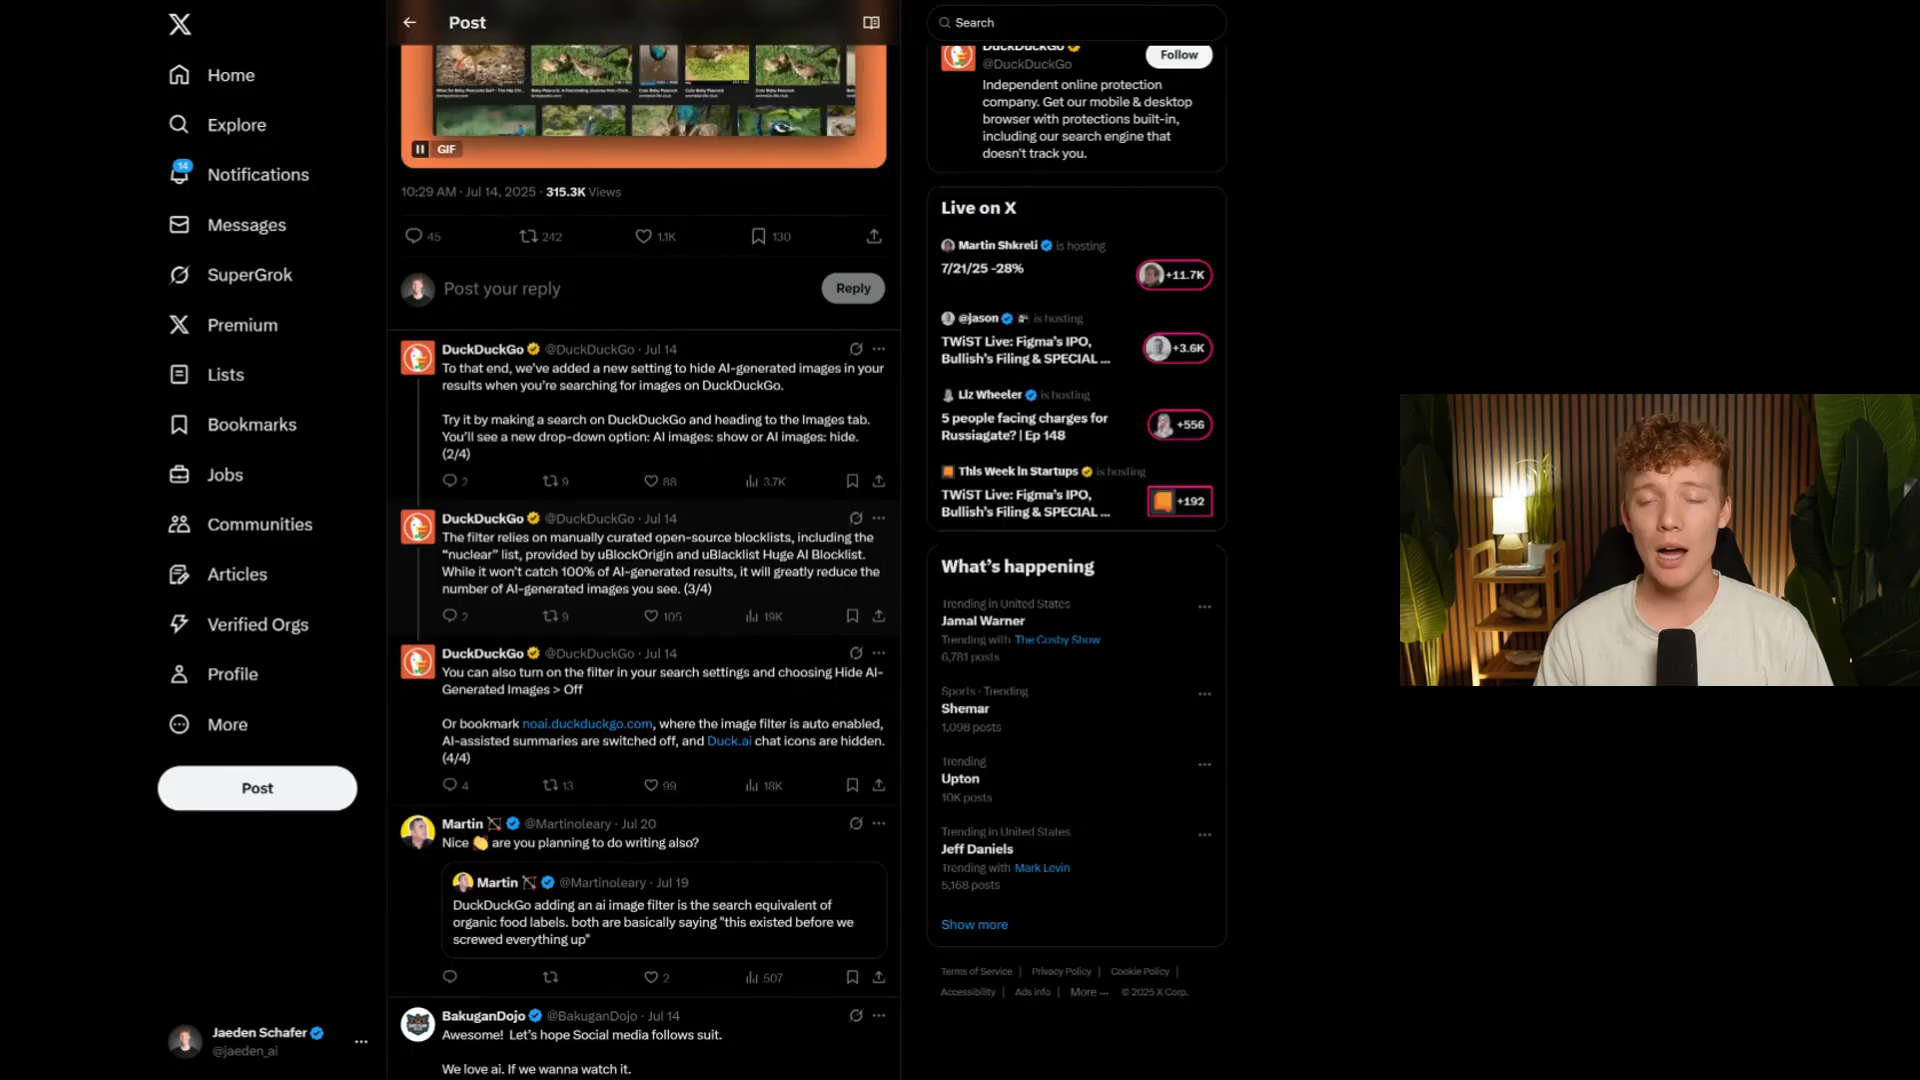 Home
Explore
14
Notifications
Messages
SuperGrok
Premium
Lists
Bookmarks
Jobs
Communities
Articles
Verified Orgs
Profile
More
Post
Jaeden Schafer
@jaeden_ai
Post
GIF
10:29 AM · Jul 14, 2025 · 315.3K Views
45 242 1.1K 130
Post your reply
Reply
DuckDuckGo @DuckDuckGo · Jul 14
To that end, we've added a new setting to hide AI-generated images in your
results when you're searching for images on DuckDuckGo.
Try it by making a search on DuckDuckGo and heading to the Images tab.
You'll see a new drop-down option: AI images: show or AI images: hide.
(2/4)
2 9 88 3.7K
DuckDuckGo @DuckDuckGo · Jul 14
The filter relies on manually curated open-source blocklists, including the
“nuclear” list, provided by uBlockOrigin and uBlacklist Huge AI Blocklist.
While it won't catch 100% of AI-generated results, it will greatly reduce the
number of AI-generated images you see. (3/4)
2 9 105 19K
DuckDuckGo @DuckDuckGo · Jul 14
You can also turn on the filter in your search settings and choosing Hide AI-
Generated Images > Off
Or bookmark noai.duckduckgo.com, where the image filter is auto enabled,
AI-assisted summaries are switched off, and Duck.ai chat icons are hidden.
(4/4)
4 13 99 18K
Martin @Martinoleary · Jul 20
Nice 👏 are you planning to do writing also?
Martin @Martinoleary · Jul 19
DuckDuckGo adding an ai image filter is the search equivalent of
organic food labels. both are basically saying "this existed before we
screwed everything up"
2 507
BakuganDojo @BakuganDojo · Jul 14
Awesome! Let's hope Social media follows suit.
We love ai. If we wanna watch it.
Search
DuckDuckGo
@DuckDuckGo
Follow
Independent online protection
company. Get our mobile & desktop
browser with protections built-in,
including our search engine that
doesn't track you.
Live on X
Martin Shkreli is hosting
7/21/25 -28%
+11.7K
@jason is hosting
TWiST Live: Figma's IPO,
Bullish's Filing & SPECIAL ...
+3.6K
Liz Wheeler is hosting
5 people facing charges for
Russiagate? | Ep 148
+556
This Week in Startups is hosting
TWiST Live: Figma's IPO,
Bullish's Filing & SPECIAL ...
+192
What's happening
Trending in United States
Jamal Warner
Trending with The Cosby Show
6,781 posts
Sports · Trending
Shemar
1,098 posts
Trending
Upton
10K posts
Trending in United States
Jeff Daniels
Trending with Mark Levin
5,168 posts
Show more
Terms of Service | Privacy Policy | Cookie Policy |
Accessibility | Ads info | More ... © 2025 X Corp.